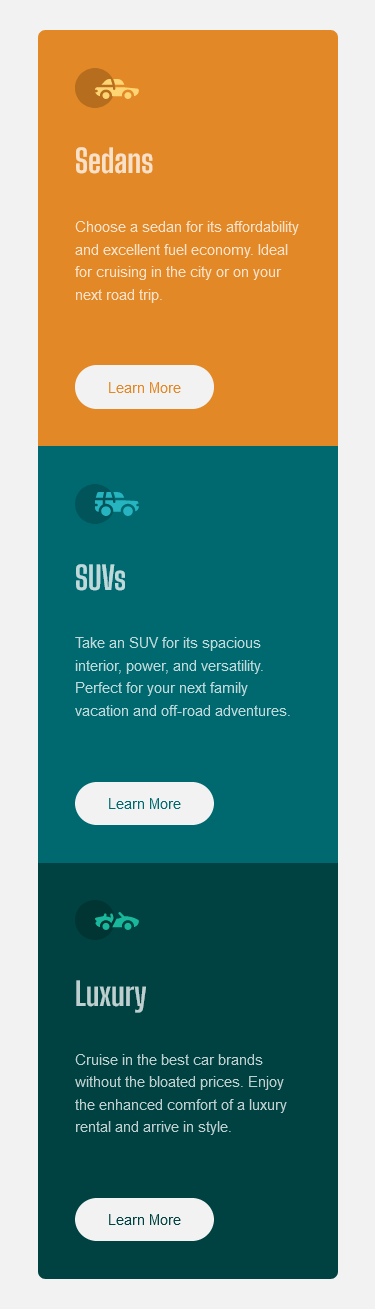 Sedans
Choose a sedan for its affordability
and excellent fuel economy. Ideal
for cruising in the city or on your
next road trip.
Learn More
SUVs
Take an SUV for its spacious
interior, power, and versatility.
Perfect for your next family
vacation and off-road adventures.
Learn More
Luxury
Cruise in the best car brands
without the bloated prices. Enjoy
the enhanced comfort of a luxury
rental and arrive in style.
Learn More